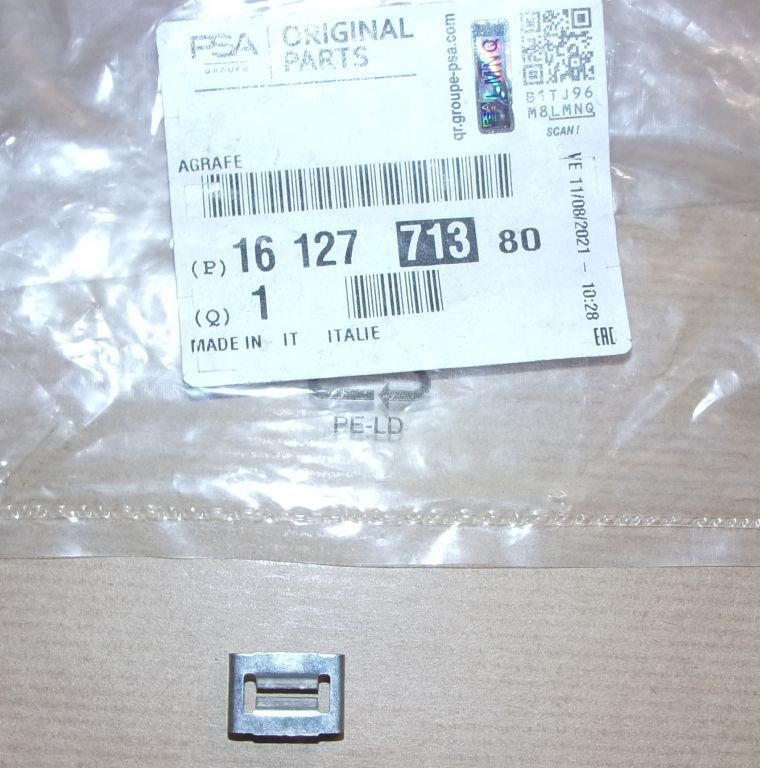 PSA
GROUPE
ORIGINAL
PARTS
qr.groupe-psa.com
LMNQ
B1TJ96
M8LMNQ
SCAN!
AGRAFE
VE 11/08/2021 - 10:28
(P) 16 127 713 80
(Q) 1
MADE IN IT ITALIE
EAC
PE-LD